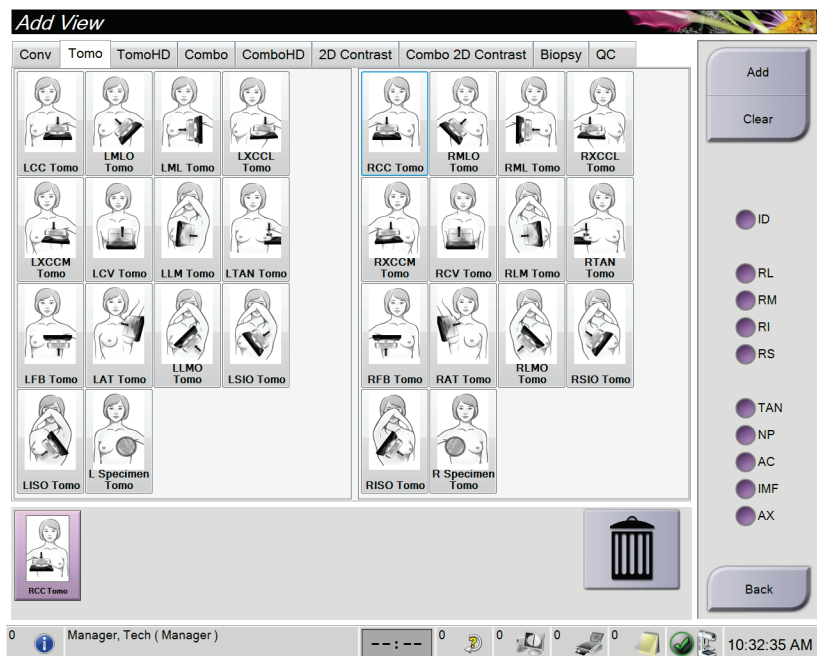 Add View
Conv Tomo TomoHD Combo ComboHD 2D Contrast Combo 2D Contrast Biopsy QC
LCC Tomo
LMLO
Tomo
LML Tomo
LXCCL
Tomo
RCC Tomo
RMLO
Tomo
RML Tomo
RXCCL
Tomo
LXCCM
Tomo
LCV Tomo
LLM Tomo
LTAN Tomo
RXCCM
Tomo
RCV Tomo
RLM Tomo
RTAN
Tomo
LFB Tomo
LAT Tomo
LLMO
Tomo
LSIO Tomo
RFB Tomo
RAT Tomo
RLMO
Tomo
RSIO Tomo
LISO Tomo
L Specimen
Tomo
RISO Tomo
R Specimen
Tomo
RCC Tomo
Add
Clear
ID
RL
RM
RI
RS
TAN
NP
AC
IMF
AX
Back
0 Manager, Tech ( Manager ) --:-- 0 0 0 0 10:32:35 AM